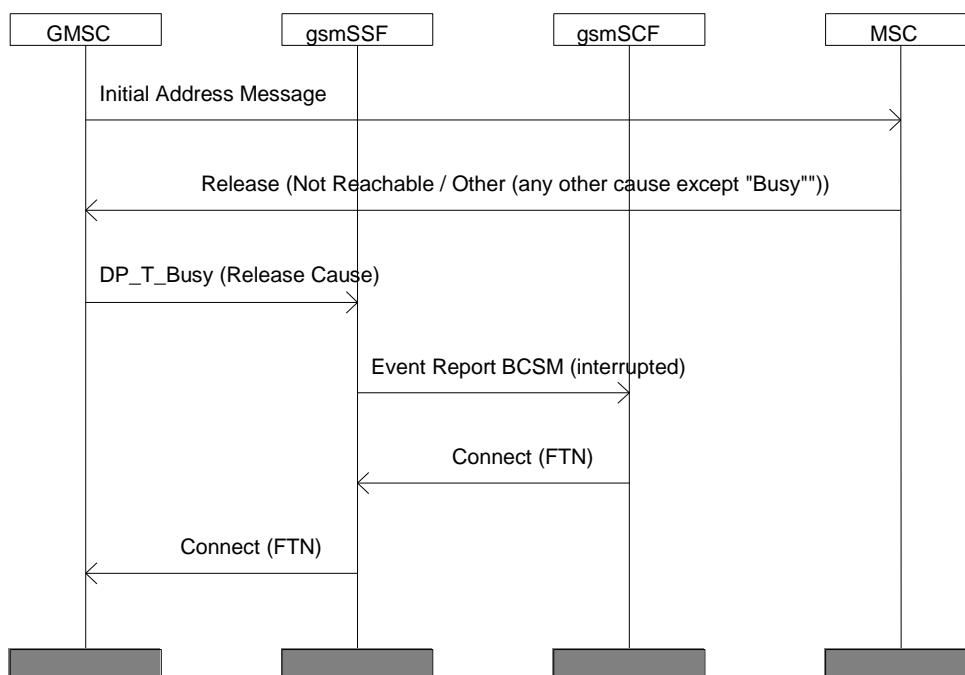 GMSC
gsmSSF
gsmSCF
MSC
Initial Address Message
Release (Not Reachable / Other (any other cause except "Busy""))
DP_T_Busy (Release Cause)
Event Report BCSM (interrupted)
Connect (FTN)
Connect (FTN)